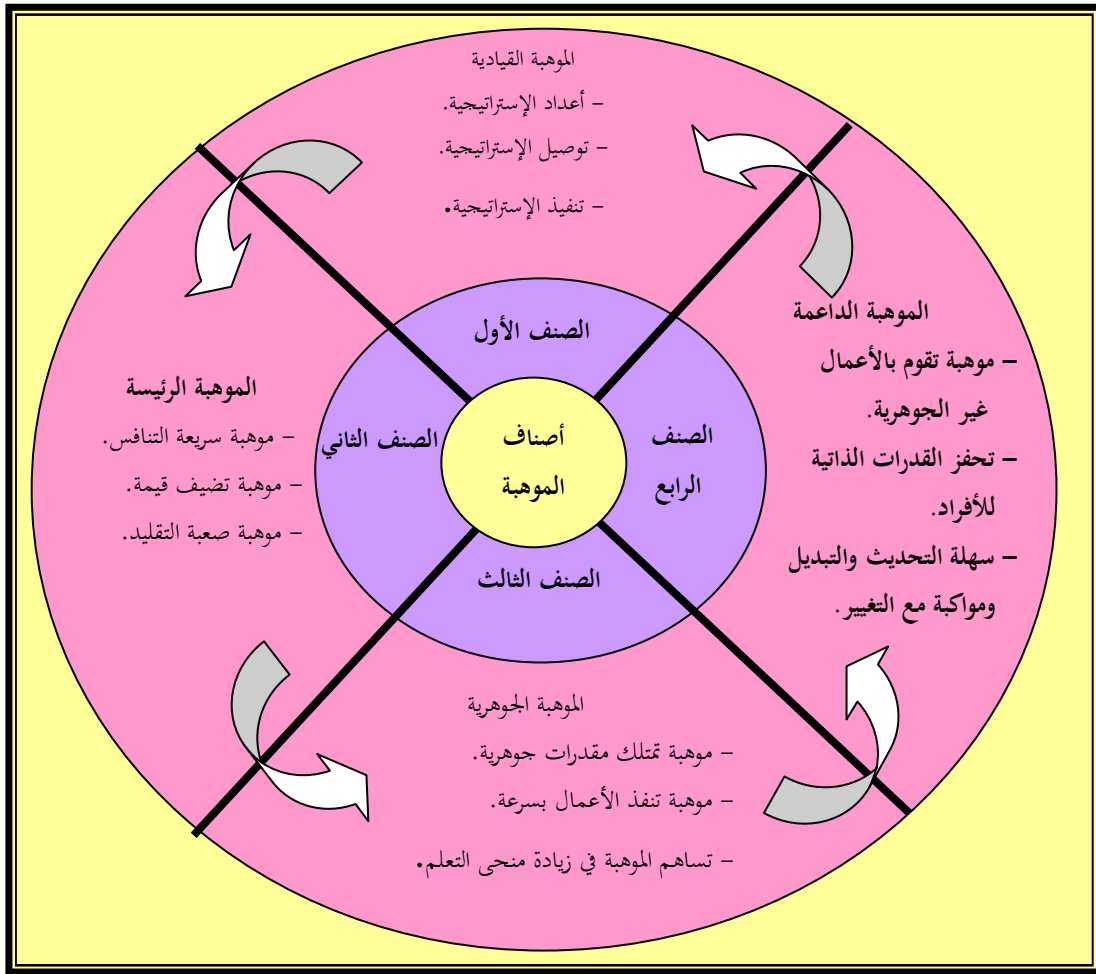 أصناف
الموهبة
الصنف الأول
الموهبة القيادية
- أعداد الإستراتيجية.
- توصيل الإستراتيجية.
- تنفيذ الإستراتيجية.
الصنف الثاني
الموهبة الرئيسة
- موهبة سريعة التنافس.
- موهبة تضيف قيمة.
- موهبة صعبة التقليد.
الصنف الثالث
الموهبة الجوهرية
- موهبة تمتلك مقدرات جوهرية.
- موهبة تنفذ الأعمال بسرعة.
- تساهم الموهبة في زيادة منحى التعلم.
الصنف
الرابع
الموهبة الداعمة
- موهبة تقوم بالأعمال
غير الجوهرية.
- تحفز القدرات الذاتية
للأفراد.
- سهلة التحديث والتبديل
ومواكبة مع التغيير.